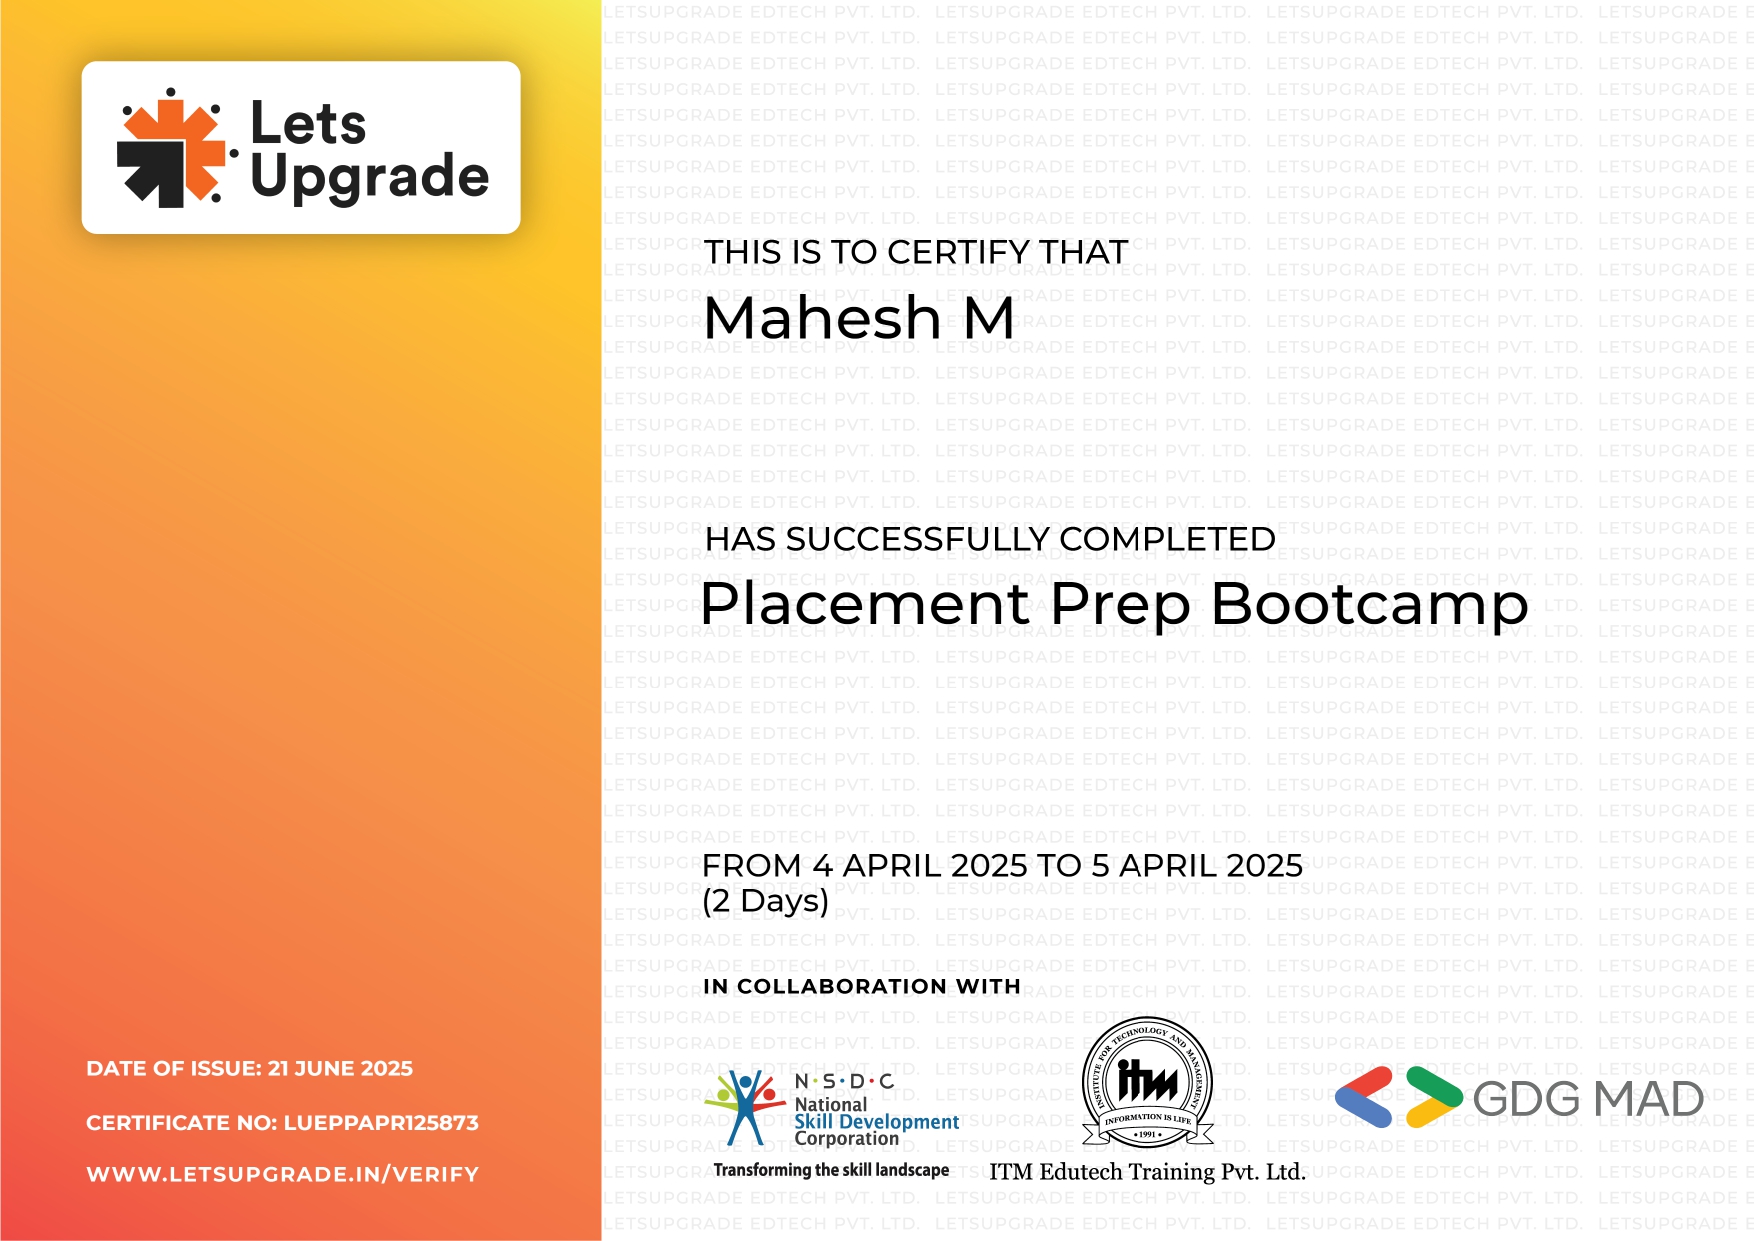 Lets
Upgrade
THIS IS TO CERTIFY THAT
Mahesh M
HAS SUCCESSFULLY COMPLETED
Placement Prep Bootcamp
FROM 4 APRIL 2025 TO 5 APRIL 2025
(2 Days)
IN COLLABORATION WITH
N·S·D·C
National
Skill Development
Corporation
Transforming the skill landscape
INSTITUTE FOR TECHNOLOGY AND MANAGEMENT
itm
INFORMATION IS LIFE
• 1991 •
ITM Edutech Training Pvt. Ltd.
GDG MAD
DATE OF ISSUE: 21 JUNE 2025
CERTIFICATE NO: LUEPPAPR125873
WWW.LETSUPGRADE.IN/VERIFY
LETSUPGRADE EDTECH PVT. LTD.